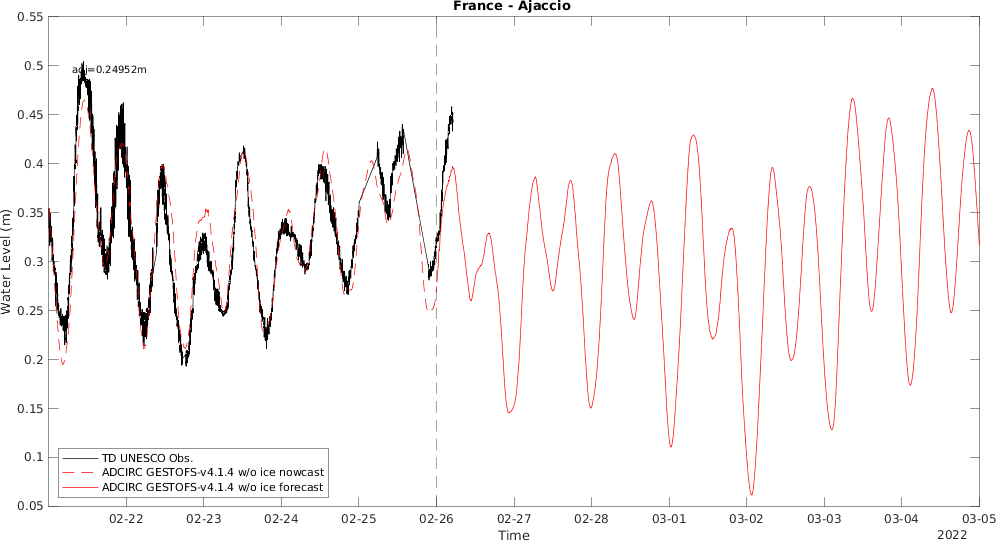 France - Ajaccio
adj=0.24952m
Water Level (m)
0.55
0.5
0.45
0.4
0.35
0.3
0.25
0.2
0.15
0.1
0.05
TD UNESCO Obs.
ADCIRC GESTOFS-v4.1.4 w/o ice nowcast
ADCIRC GESTOFS-v4.1.4 w/o ice forecast
02-22 02-23 02-24 02-25 02-26 02-27 02-28 03-01 03-02 03-03 03-04 03-05
Time
2022